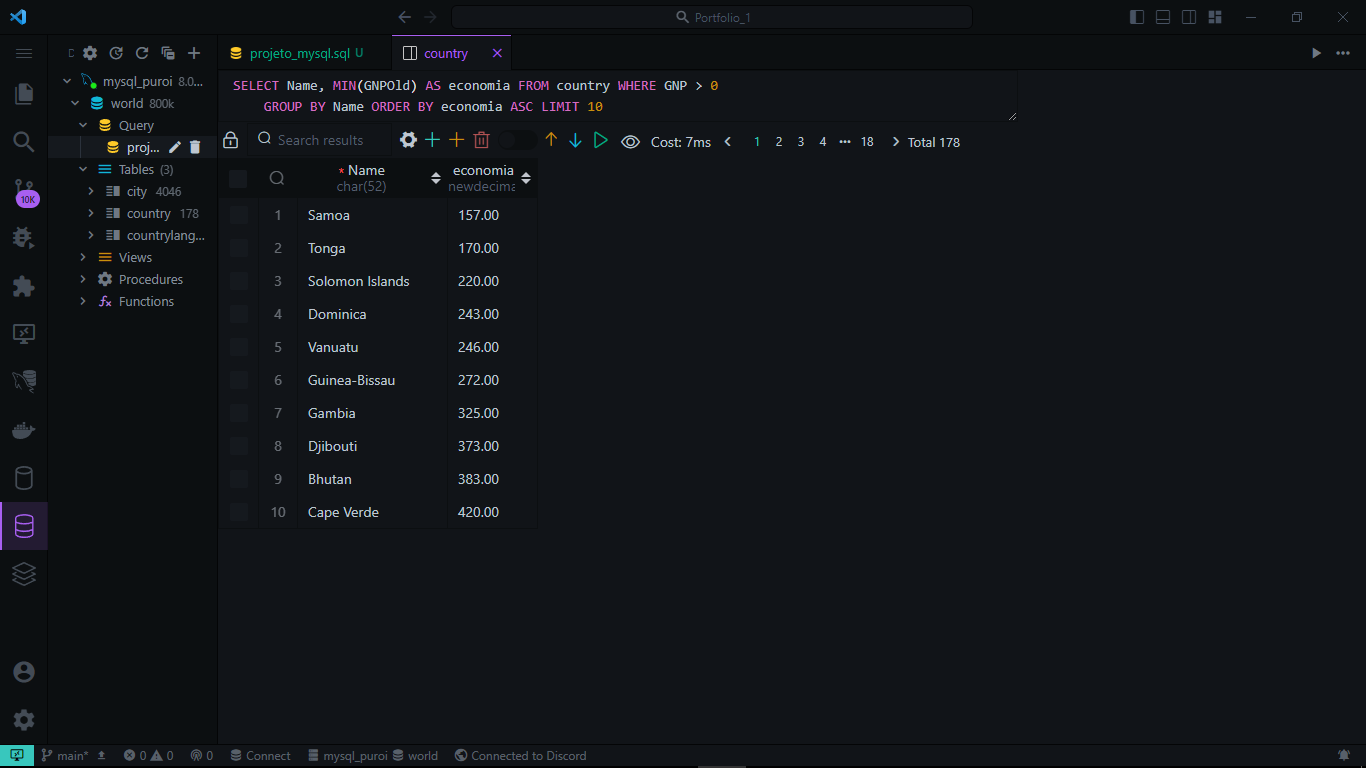 Portfolio_1
projeto_mysql.sql U
country
mysql_puroi 8.0...
world 800k
Query
proj...
Tables (3)
city 4046
country 178
countrylang...
Views
Procedures
Functions
10K
SELECT Name, MIN(GNPOld) AS economia FROM country WHERE GNP > 0
GROUP BY Name ORDER BY economia ASC LIMIT 10
Search results
Cost: 7ms
1 2 3 4 ••• 18
Total 178
* Name economia
char(52) newdecima
1 Samoa 157.00
2 Tonga 170.00
3 Solomon Islands 220.00
4 Dominica 243.00
5 Vanuatu 246.00
6 Guinea-Bissau 272.00
7 Gambia 325.00
8 Djibouti 373.00
9 Bhutan 383.00
10 Cape Verde 420.00
main* 0 0 0 Connect mysql_puroi world Connected to Discord